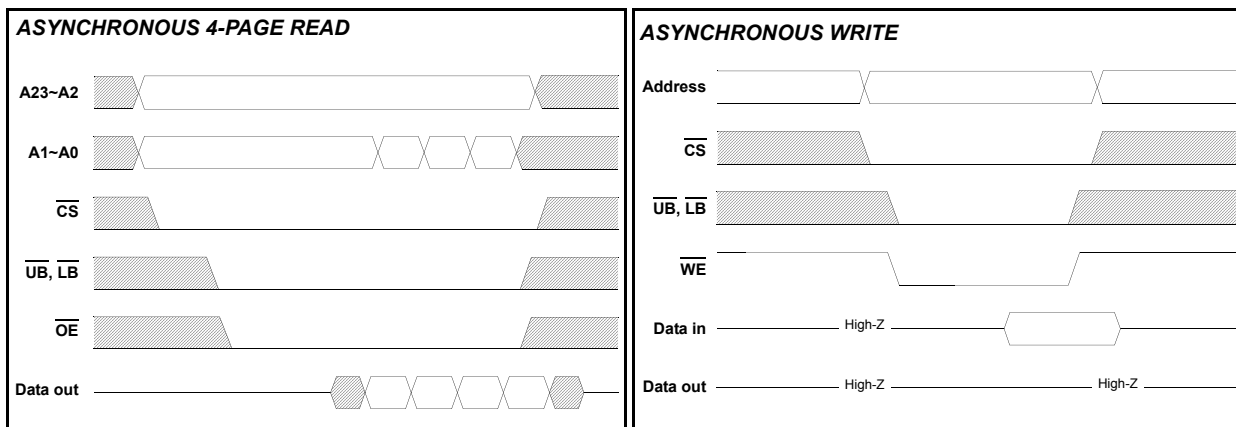 ASYNCHRONOUS 4-PAGE READ
A23~A2
A1~A0
CS
UB, LB
OE
Data out
ASYNCHRONOUS WRITE
Address
CS
UB, LB
WE
Data in High-Z
Data out High-Z High-Z